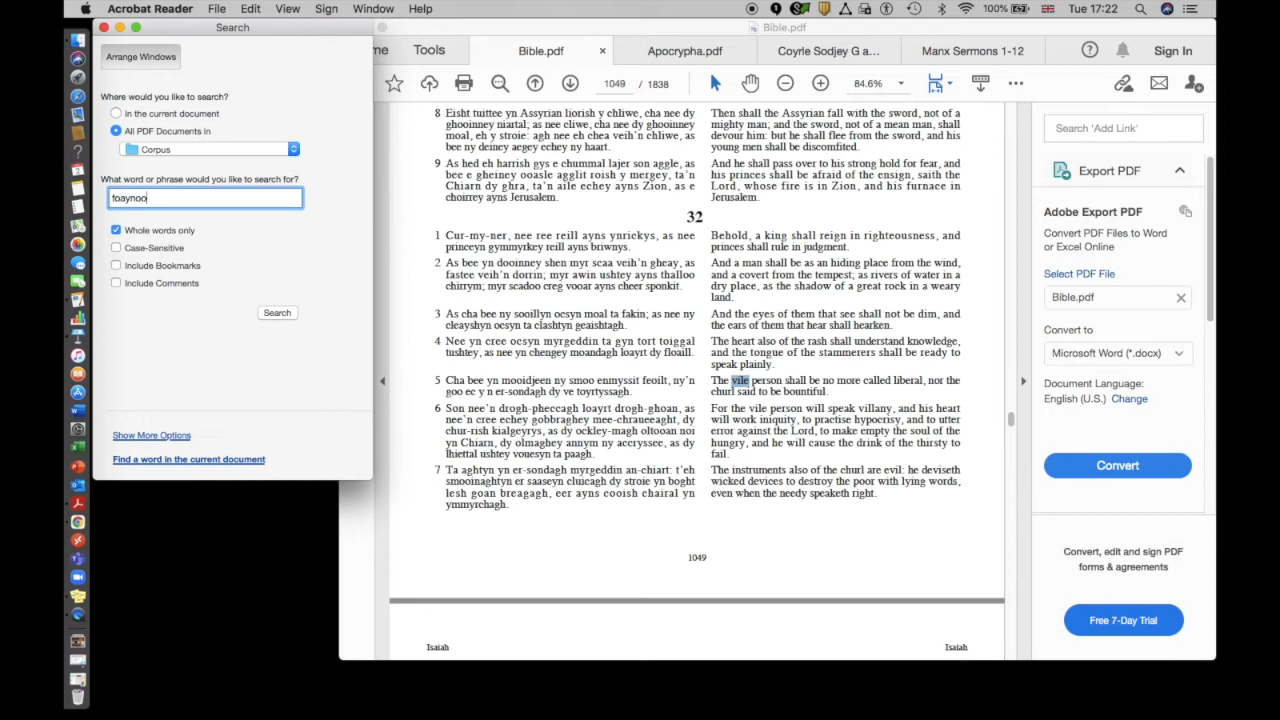 Acrobat Reader File Edit View Sign Window Help
100% Tue 17:22
Search
Arrange Windows
Where would you like to search?
In the current document
All PDF Documents in
Corpus
What word or phrase would you like to search for?
foaynoo
Whole words only
Case-Sensitive
Include Bookmarks
Include Comments
Search
Show More Options
Find a word in the current document
Bible.pdf
me Tools Bible.pdf × Apocrypha.pdf Coyrle Sodjey G a... Manx Sermons 1-12 Sign In
1049 / 1838 84.6%
8 Eisht tuittee yn Assyrian liorish y chliwe, cha nee dy
ghooinney niartal; as nee cliwe, cha nee dy ghooinney
moal, eh y stroie: agh nee eh chea veih'n chliwe, as
bee ny deiney aegey echey ny haart.
9 As hed eh harrish gys e chummal lajer son aggle, as
bee e gheiney ooasle agglit roish y mergey, ta'n
Chiarn dy ghra, ta'n aile echey ayns Zion, as e
choirrey ayns Jerusalem.
Then shall the Assyrian fall with the sword, not of a
mighty man; and the sword, not of a mean man, shall
devour him: but he shall flee from the sword, and his
young men shall be discomfited.
And he shall pass over to his strong hold for fear, and
his princes shall be afraid of the ensign, saith the
Lord, whose fire is in Zion, and his furnace in
Jerusalem.
32
1 Cur-my-ner, nee ree reill ayns ynrickys, as nee
princeyn gymmyrkey reill ayns briwnys.
2 As bee yn dooinney shen myr scaa veih'n gheay, as
fastee veih'n dorrin; myr awin ushtey ayns thalloo
chirrym; myr scadoo creg vooar ayns cheer sponkit.
3 As cha bee ny sooillyn ocsyn moal ta fakin; as nee ny
cleayshyn ocsyn ta clashtyn geaishtagh.
4 Nee yn cree ocsyn myrgeddin ta gyn tort toiggal
tushtey, as nee yn chengey moandagh loayrt dy floaill.
5 Cha bee yn mooidjeen ny smoo enmyssit feoilt, ny'n
goo ec y n er-sondagh dy ve toyrtyssagh.
6 Son nee'n drogh-pheccagh loayrt drogh-ghoan, as
nee'n cree echey gobbraghey mee-chraueeaght, dy
chur-rish kialgeyrys, as dy ockley-magh oltooan noi
yn Chiarn, dy olmaghey annym ny accryssee, as dy
lhiettal ushtey vouesyn ta paagh.
7 Ta aghtyn yn er-sondagh myrgeddin an-chiart: t'eh
smooinaghtyn er saaseyn cluicagh dy stroie yn boght
lesh goan breagagh, eer ayns cooish chairal yn
ymmyrchagh.
Behold, a king shall reign in righteousness, and
princes shall rule in judgment.
And a man shall be as an hiding place from the wind,
and a covert from the tempest; as rivers of water in a
dry place, as the shadow of a great rock in a weary
land.
And the eyes of them that see shall not be dim, and
the ears of them that hear shall hearken.
The heart also of the rash shall understand knowledge,
and the tongue of the stammerers shall be ready to
speak plainly.
The vile person shall be no more called liberal, nor the
churl said to be bountiful.
For the vile person will speak villany, and his heart
will work iniquity, to practise hypocrisy, and to utter
error against the Lord, to make empty the soul of the
hungry, and he will cause the drink of the thirsty to
fail.
The instruments also of the churl are evil: he deviseth
wicked devices to destroy the poor with lying words,
even when the needy speaketh right.
1049
Isaiah Isaiah
Search 'Add Link'
Export PDF
Adobe Export PDF
Convert PDF Files to Word
or Excel Online
Select PDF File
Bible.pdf ×
Convert to
Microsoft Word (*.docx)
Document Language:
English (U.S.) Change
Convert
Convert, edit and sign PDF
forms & agreements
Free 7-Day Trial